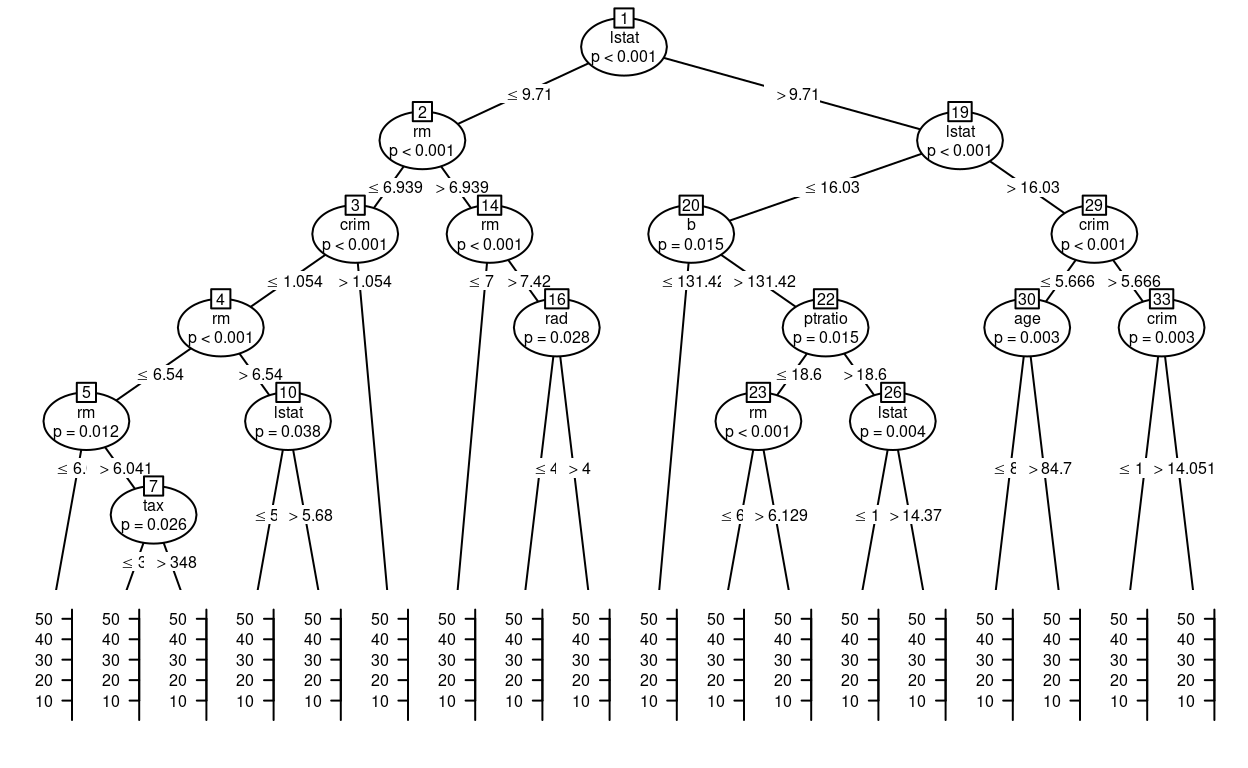 1
lstat
p < 0.001
≤ 9.71
> 9.71
2
rm
p < 0.001
19
lstat
p < 0.001
≤ 6.939
> 6.939
≤ 16.03
> 16.03
3
crim
p < 0.001
14
rm
p < 0.001
20
b
p = 0.015
29
crim
p < 0.001
≤ 1.054
> 1.054
≤ 7
> 7.42
≤ 131.42
> 131.42
≤ 5.666
> 5.666
4
rm
p < 0.001
16
rad
p = 0.028
22
ptratio
p = 0.015
30
age
p = 0.003
33
crim
p = 0.003
≤ 6.54
> 6.54
≤ 18.6
> 18.6
5
rm
p = 0.012
10
lstat
p = 0.038
23
rm
p < 0.001
26
lstat
p = 0.004
≤ 6.
> 6.041
≤ 4
> 4
≤ 8
> 84.7
≤ 1
> 14.051
7
tax
p = 0.026
≤ 5
> 5.68
≤ 6
> 6.129
≤ 1
> 14.37
≤ 3
> 348
50 50 50 50 50 50 50 50 50 50 50 50 50 50 50 50 50 50
40 40 40 40 40 40 40 40 40 40 40 40 40 40 40 40 40 40
30 30 30 30 30 30 30 30 30 30 30 30 30 30 30 30 30 30
20 20 20 20 20 20 20 20 20 20 20 20 20 20 20 20 20 20
10 10 10 10 10 10 10 10 10 10 10 10 10 10 10 10 10 10